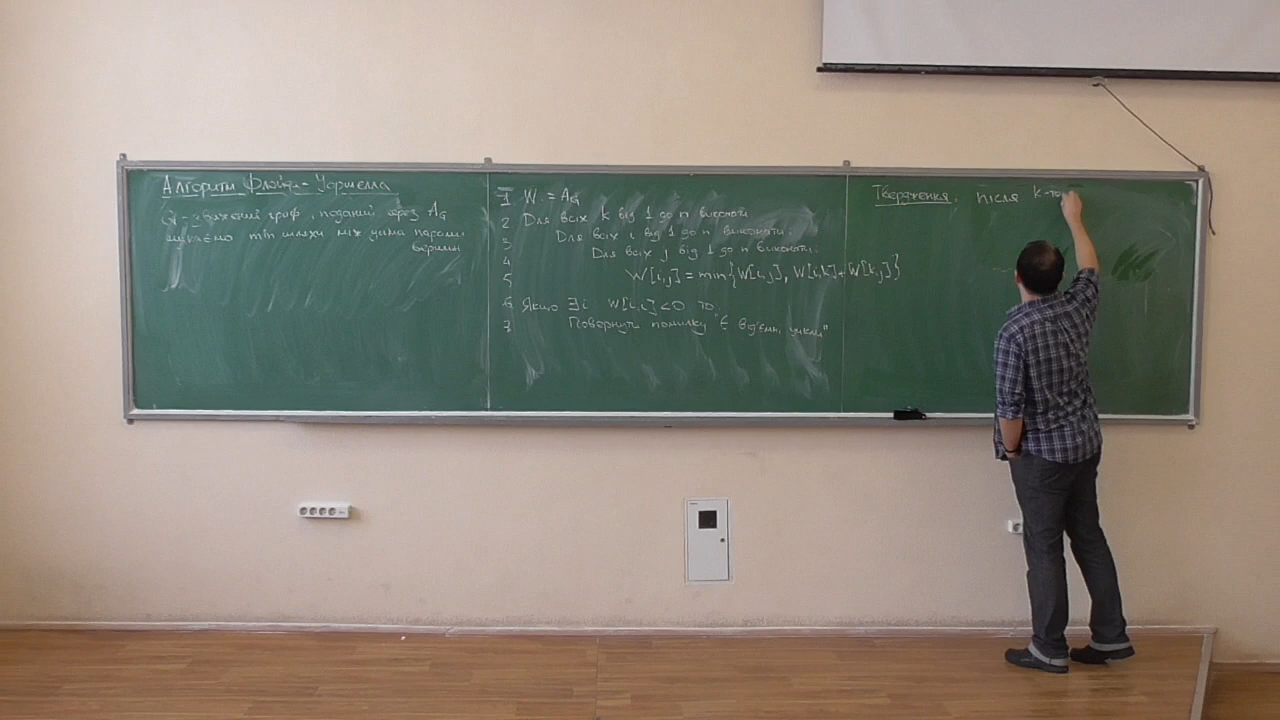 Алгоритм Флойда-Уоршелла
G - зважений граф, поданий через A_G
шукаємо min шляхи між усіма парами
вершин
1 W := A_G
2 Для всіх k від 1 до n виконати
3 Для всіх i від 1 до n виконати:
4 Для всіх j від 1 до n виконати:
5 W[i,j] = min{W[i,j], W[i,k]+W[k,j]}
6 Якщо ∃i W[i,i]<0 то:
7 Повернути помилку "Є від'ємні цикли"
Твердження: після k-то